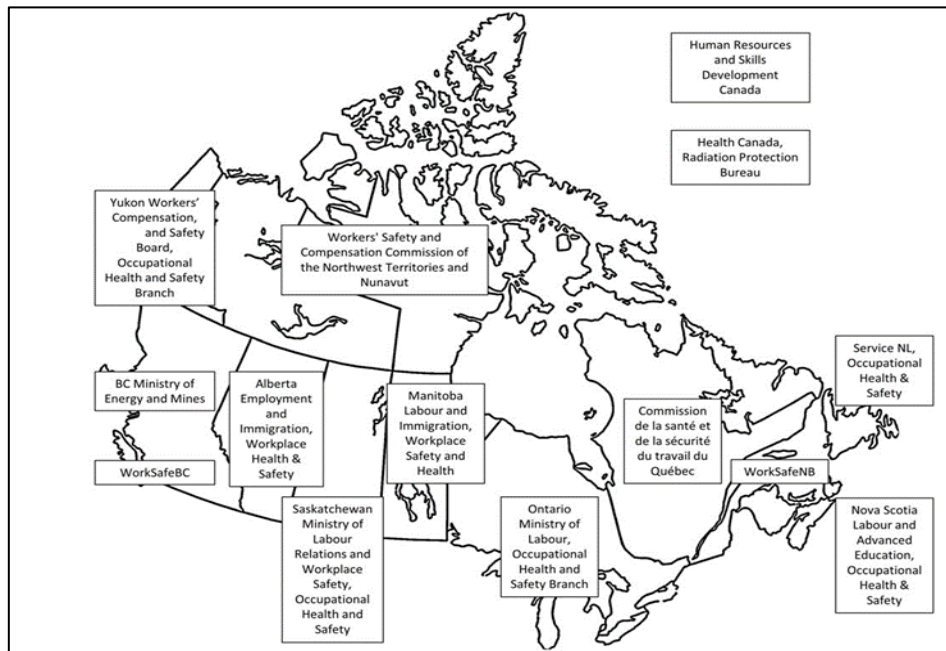 Human Resources
and Skills
Development
Canada
Health Canada,
Radiation Protection
Bureau
Yukon Workers'
Compensation,
and Safety
Board,
Occupational
Health and Safety
Branch
Workers' Safety and
Compensation Commission of
the Northwest Territories and
Nunavut
Service NL,
Occupational
Health &
Safety
BC Ministry of
Energy and Mines
Alberta
Employment
and
Immigration,
Workplace
Health &
Safety
Manitoba
Labour and
Immigration,
Workplace
Safety and
Health
Commission
de la santé et
de la sécurité
du travail du
Québec
WorkSafeBC
WorkSafeNB
Saskatchewan
Ministry of
Labour
Relations and
Workplace
Safety,
Occupational
Health and
Safety
Ontario
Ministry of
Labour,
Occupational
Health and
Safety Branch
Nova Scotia
Labour and
Advanced
Education,
Occupational
Health &
Safety